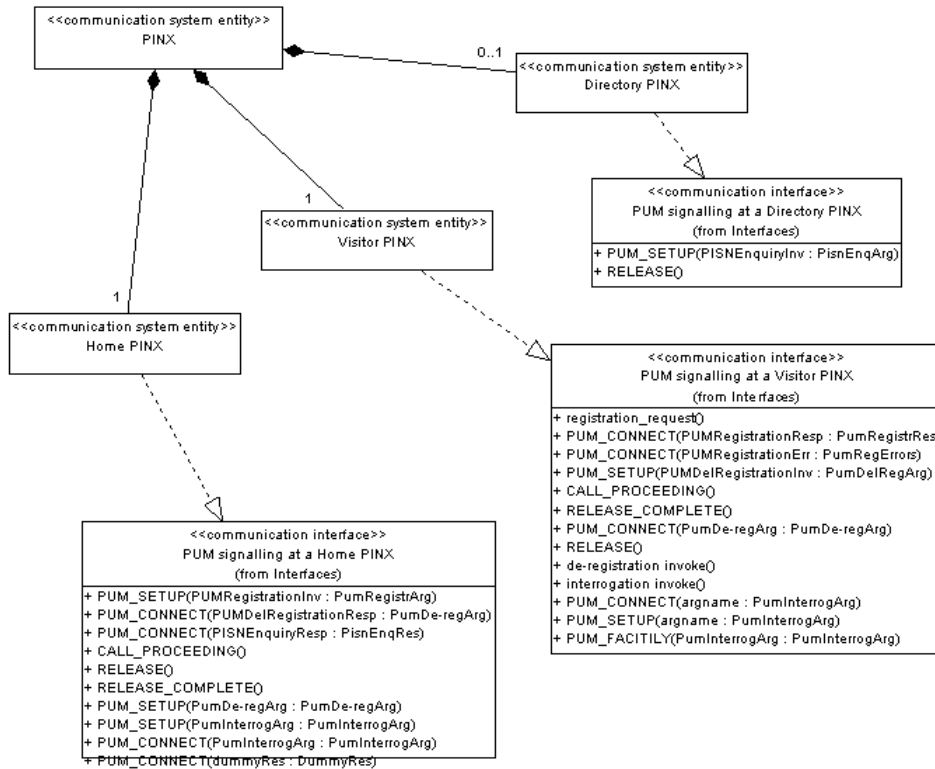 <<communication system entity>>
PINX
0..1
<<communication system entity>>
Directory PINX
<<communication interface>>
PUM signalling at a Directory PINX
(from Interfaces)
+ PUM_SETUP(PISNEnquiryInv : PisnEnqArg)
+ RELEASE()
1
<<communication system entity>>
Visitor PINX
1
<<communication system entity>>
Home PINX
<<communication interface>>
PUM signalling at a Visitor PINX
(from Interfaces)
+ registration_request()
+ PUM_CONNECT(PUMRegistrationResp : PumRegistrRes
+ PUM_CONNECT(PUMRegistrationErr : PumRegErrors)
+ PUM_SETUP(PUMDelRegistrationInv : PumDelRegArg)
+ CALL_PROCEEDING()
+ RELEASE_COMPLETE()
+ PUM_CONNECT(PumDe-regArg : PumDe-regArg)
+ RELEASE()
+ de-registration invoke()
+ interrogation invoke()
+ PUM_CONNECT(argname : PumInterrogArg)
+ PUM_SETUP(argname : PumInterrogArg)
+ PUM_FACITILY(PumInterrogArg : PumInterrogArg)
<<communication interface>>
PUM signalling at a Home PINX
(from Interfaces)
+ PUM_SETUP(PUMRegistrationInv : PumRegistrArg)
+ PUM_CONNECT(PUMDelRegistrationResp : PumDe-regArg)
+ PUM_CONNECT(PISNEnquiryResp : PisnEnqRes)
+ CALL_PROCEEDING()
+ RELEASE()
+ RELEASE_COMPLETE()
+ PUM_SETUP(PumDe-regArg : PumDe-regArg)
+ PUM_SETUP(PumInterrogArg : PumInterrogArg)
+ PUM_CONNECT(PumInterrogArg : PumInterrogArg)
+ PUM_CONNECT(dummyRes : DummyRes)